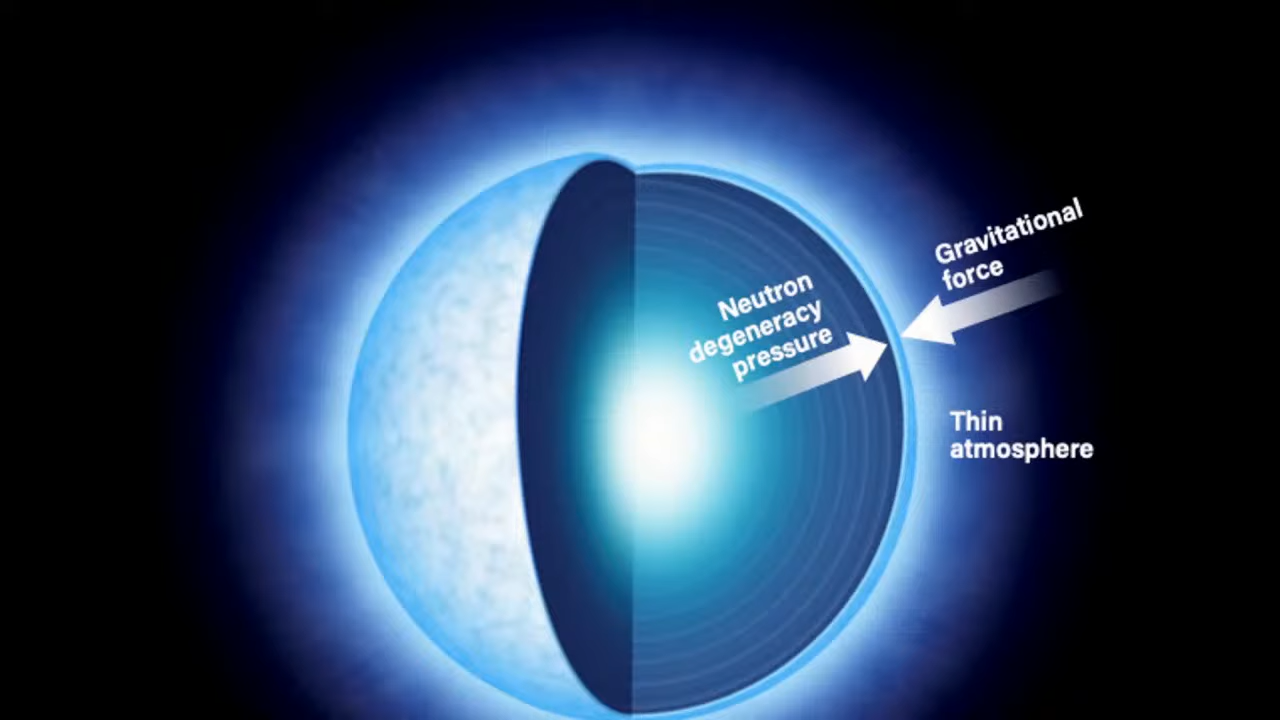 Gravitational
force
Neutron
degeneracy
pressure
Thin
atmosphere